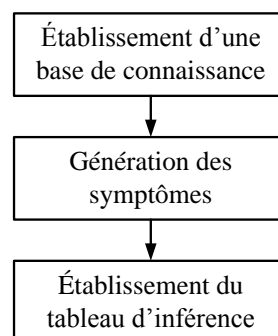 Établissement d’une
base de connaissance
Génération des
symptômes
Établissement du
tableau d’inférence